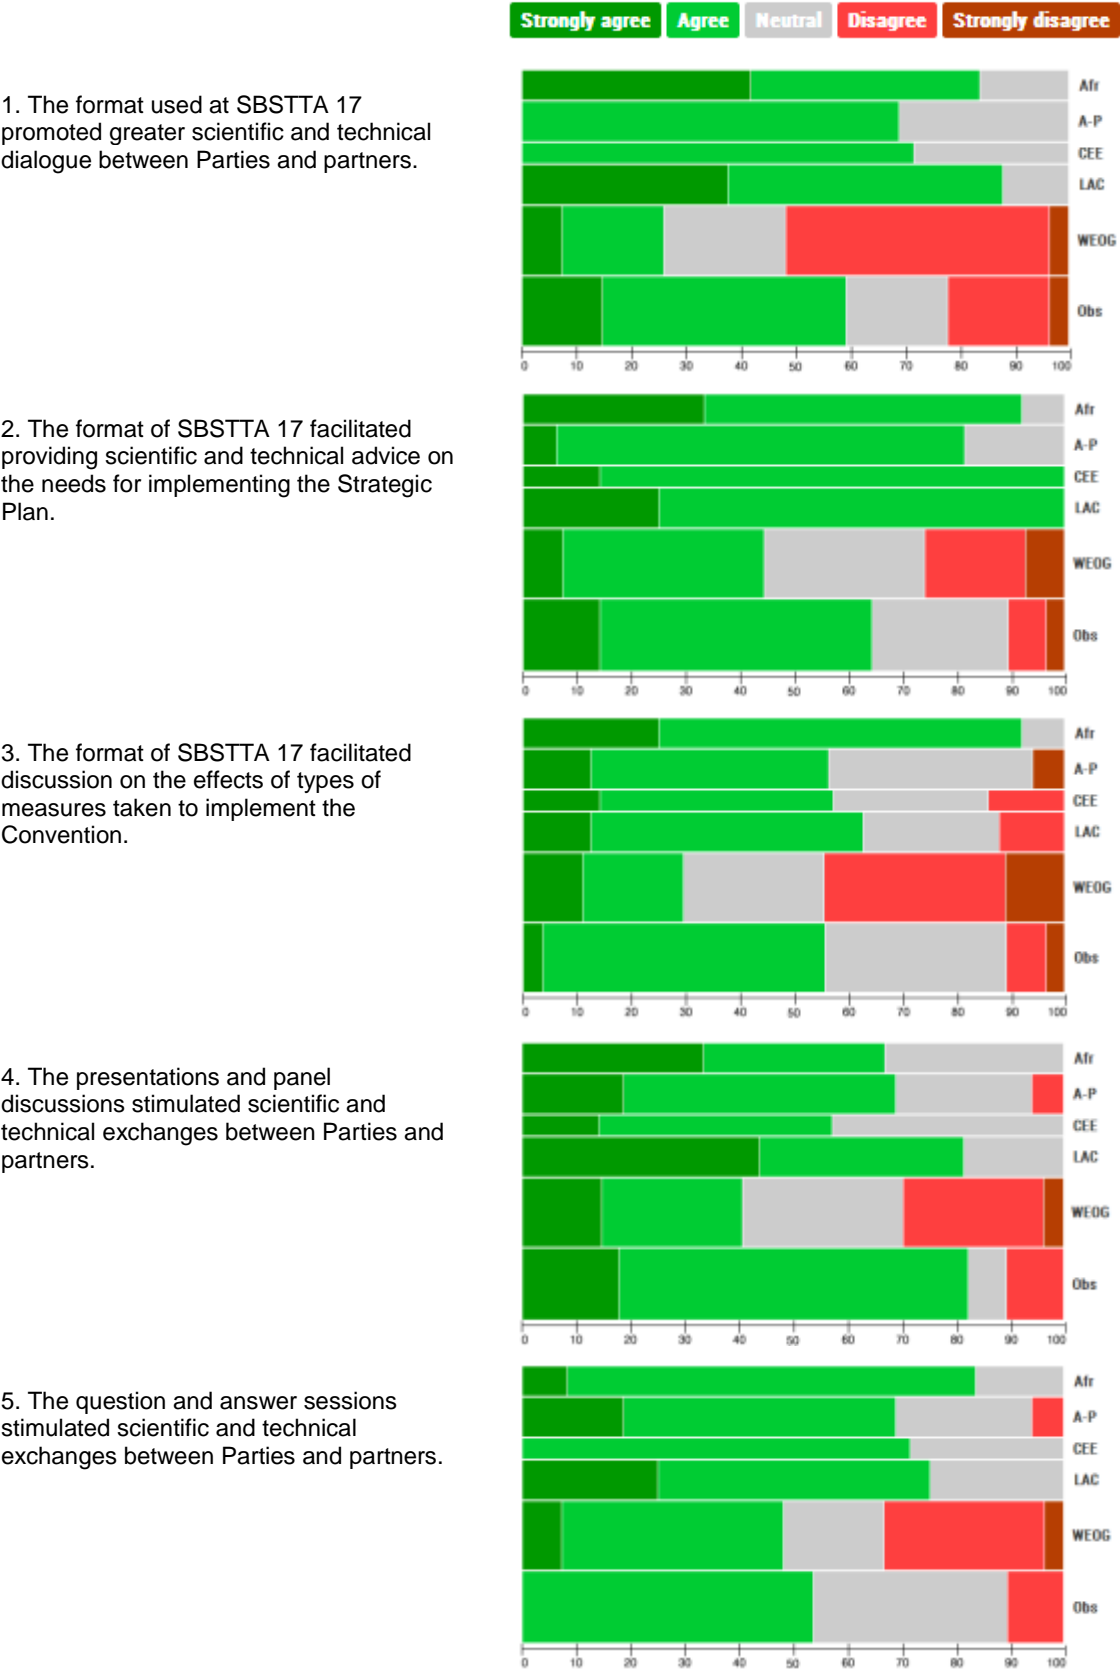 Strongly agree Agree Neutral Disagree Strongly disagree
1. The format used at SBSTTA 17
promoted greater scientific and technical
dialogue between Parties and partners.
Afr
A-P
CEE
LAC
WEOG
Obs
0 10 20 30 40 50 60 70 80 90 100
2. The format of SBSTTA 17 facilitated
providing scientific and technical advice on
the needs for implementing the Strategic
Plan.
Afr
A-P
CEE
LAC
WEOG
Obs
0 10 20 30 40 50 60 70 80 90 100
3. The format of SBSTTA 17 facilitated
discussion on the effects of types of
measures taken to implement the
Convention.
Afr
A-P
CEE
LAC
WEOG
Obs
0 10 20 30 40 50 60 70 80 90 100
4. The presentations and panel
discussions stimulated scientific and
technical exchanges between Parties and
partners.
Afr
A-P
CEE
LAC
WEOG
Obs
0 10 20 30 40 50 60 70 80 90 100
5. The question and answer sessions
stimulated scientific and technical
exchanges between Parties and partners.
Afr
A-P
CEE
LAC
WEOG
Obs
0 10 20 30 40 50 60 70 80 90 100